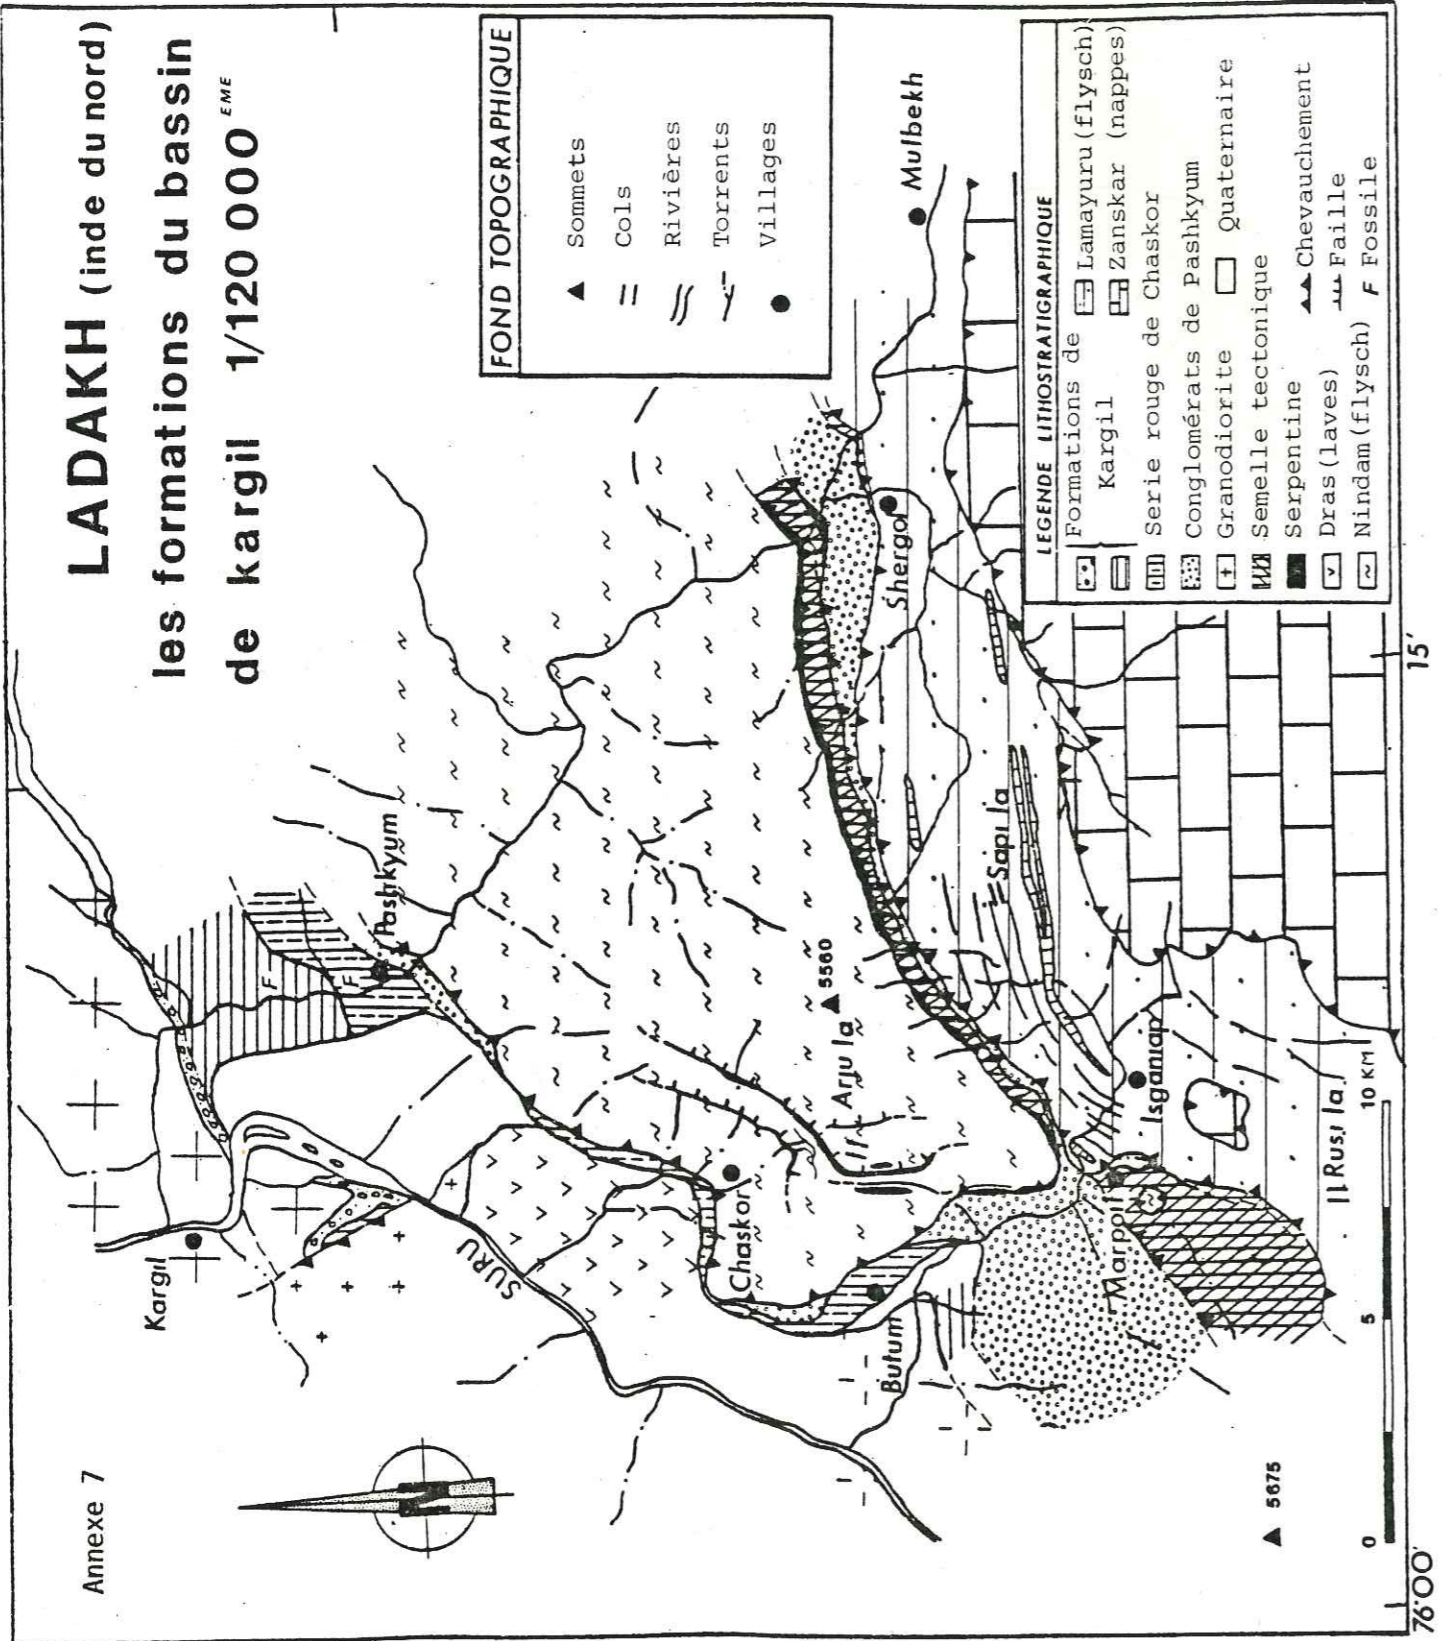 Annexe 7
LADAKH (inde du nord)
les formations du bassin
de kargil 1/120 000 EME
FOND TOPOGRAPHIQUE
Sommets
Cols
Rivières
Torrents
Villages
Kargil
Pashkyum
SURU
Chaskor
Arju la
5560
Butum
Shergol
Mulbekh
Sapi la
Isganiap
Marpoll
Rusi la
5675
F
F
LEGENDE LITHOSTRATIGRAPHIQUE
Formations de Kargil
Lamayuru (flysch)
Zanskar (nappes)
Serie rouge de Chaskor
Conglomérats de Pashkyum
Granodiorite
Quaternaire
Semelle tectonique
Serpentine
Chevauchement
Dras (laves)
Faille
Nindam (flysch)
F Fossile
0 5 10 KM
76°00'
15'